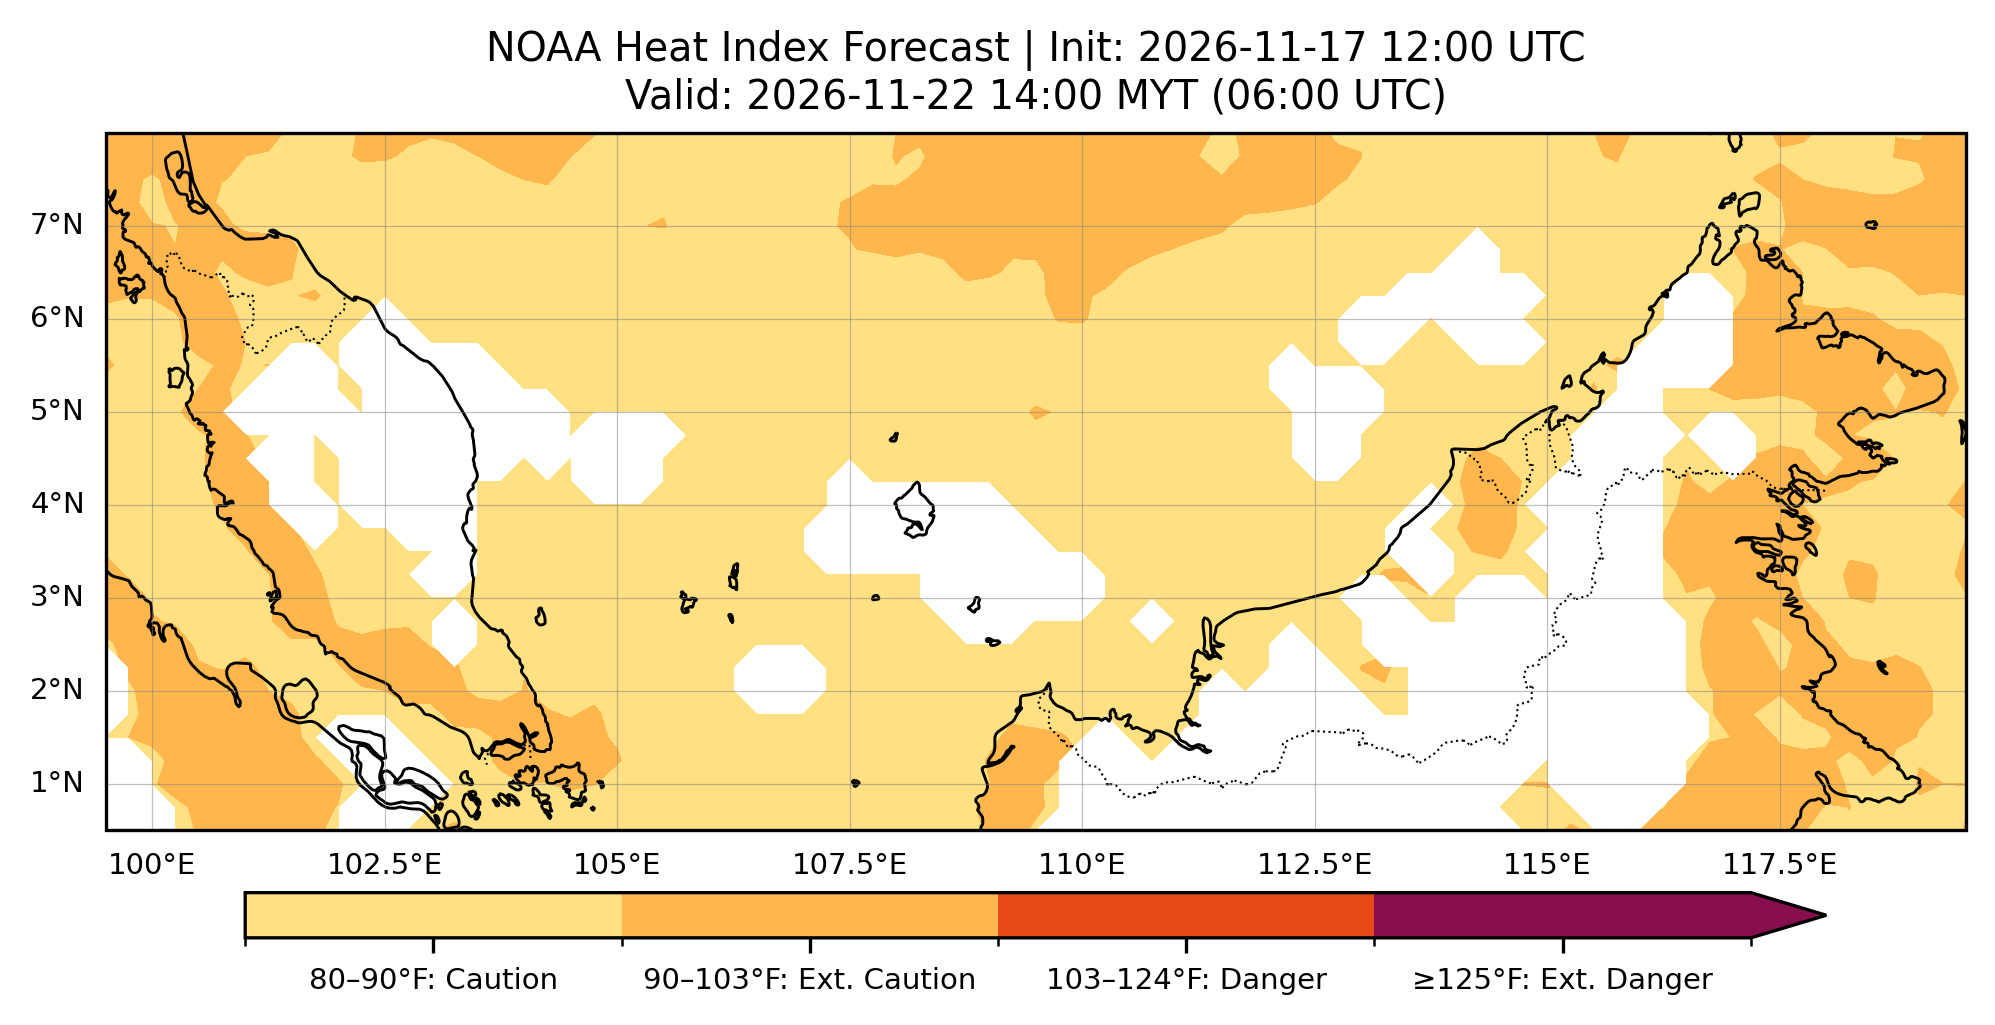 NOAA Heat Index Forecast | Init: 2026-11-17 12:00 UTC
Valid: 2026-11-22 14:00 MYT (06:00 UTC)
7°N
6°N
5°N
4°N
3°N
2°N
1°N
100°E 102.5°E 105°E 107.5°E 110°E 112.5°E 115°E 117.5°E
80–90°F: Caution 90–103°F: Ext. Caution 103–124°F: Danger ≥125°F: Ext. Danger